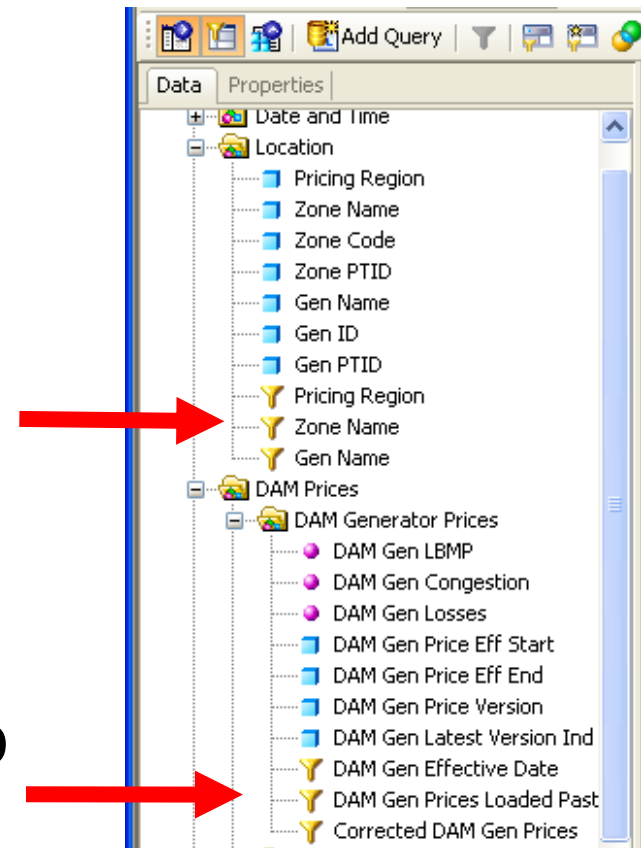 Add Query
Data Properties
Date and Time
Location
Pricing Region
Zone Name
Zone Code
Zone PTID
Gen Name
Gen ID
Gen PTID
Pricing Region
Zone Name
Gen Name
DAM Prices
DAM Generator Prices
DAM Gen LBMP
DAM Gen Congestion
DAM Gen Losses
DAM Gen Price Eff Start
DAM Gen Price Eff End
DAM Gen Price Version
DAM Gen Latest Version Ind
DAM Gen Effective Date
DAM Gen Prices Loaded Past
Corrected DAM Gen Prices